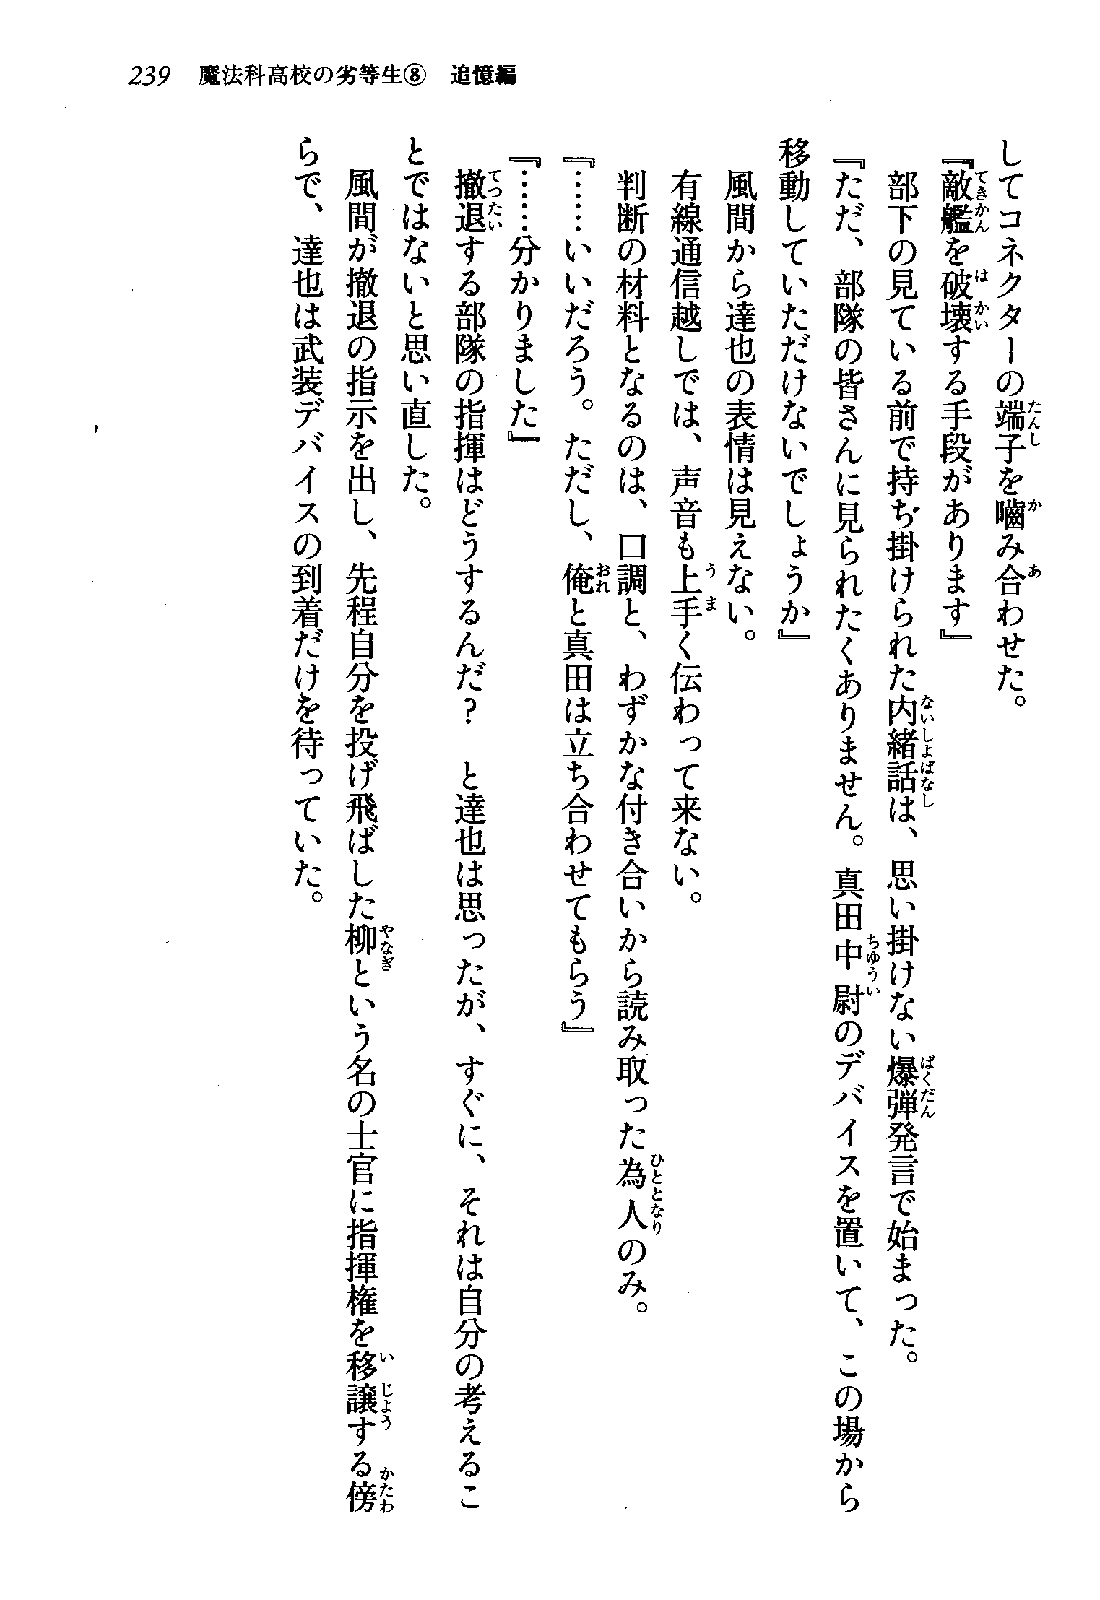 239　魔法科高校の劣等生⑧　追憶編
してコネクターの端子を嚙み合わせた。
『敵艦を破壊する手段があります』
部下の見ている前で持ち掛けられた内緒話は、思い掛けない爆弾発言で始まった。
『ただ、部隊の皆さんに見られたくありません。真田中尉のデバイスを置いて、この場から
移動していただけないでしょうか』
風間から達也の表情は見えない。
有線通信越しでは、声音も上手く伝わって来ない。
判断の材料となるのは、口調と、わずかな付き合いから読み取った為人のみ。
『……いいだろう。ただし、俺と真田は立ち合わせてもらう』
『……分かりました』
撤退する部隊の指揮はどうするんだ？　と達也は思ったが、すぐに、それは自分の考えるこ
とではないと思い直した。
風間が撤退の指示を出し、先程自分を投げ飛ばした柳という名の士官に指揮権を移譲する傍
らで、達也は武装デバイスの到着だけを待っていた。